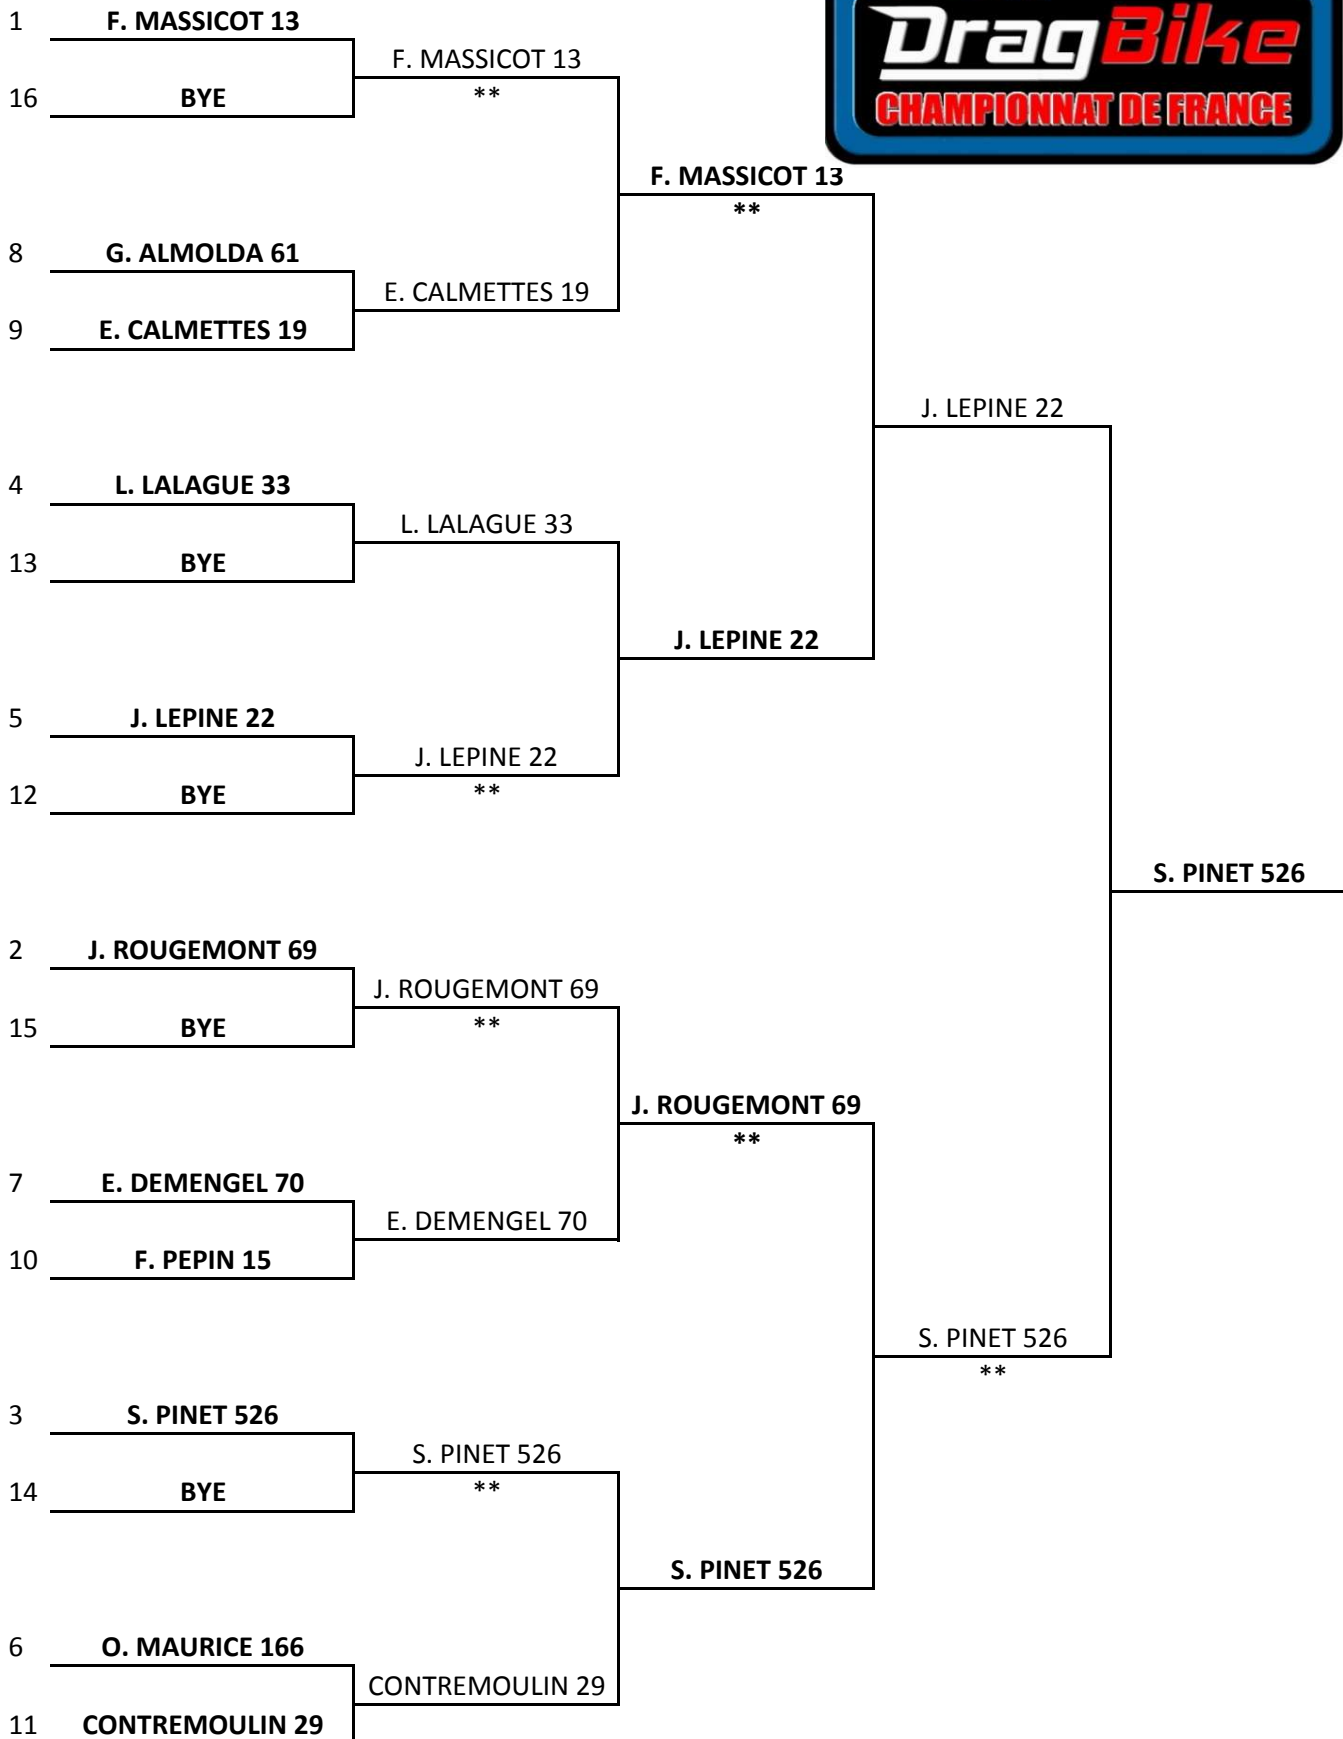 DragBike
CHAMPIONNAT DE FRANCE
1 F. MASSICOT 13
F. MASSICOT 13
**
16 BYE
F. MASSICOT 13
**
8 G. ALMOLDA 61
E. CALMETTES 19
9 E. CALMETTES 19
J. LEPINE 22
4 L. LALAGUE 33
L. LALAGUE 33
13 BYE
J. LEPINE 22
5 J. LEPINE 22
J. LEPINE 22
**
12 BYE
S. PINET 526
2 J. ROUGEMONT 69
J. ROUGEMONT 69
**
15 BYE
J. ROUGEMONT 69
**
7 E. DEMENGEL 70
E. DEMENGEL 70
10 F. PEPIN 15
S. PINET 526
**
3 S. PINET 526
S. PINET 526
**
14 BYE
S. PINET 526
6 O. MAURICE 166
CONTREMOULIN 29
11 CONTREMOULIN 29